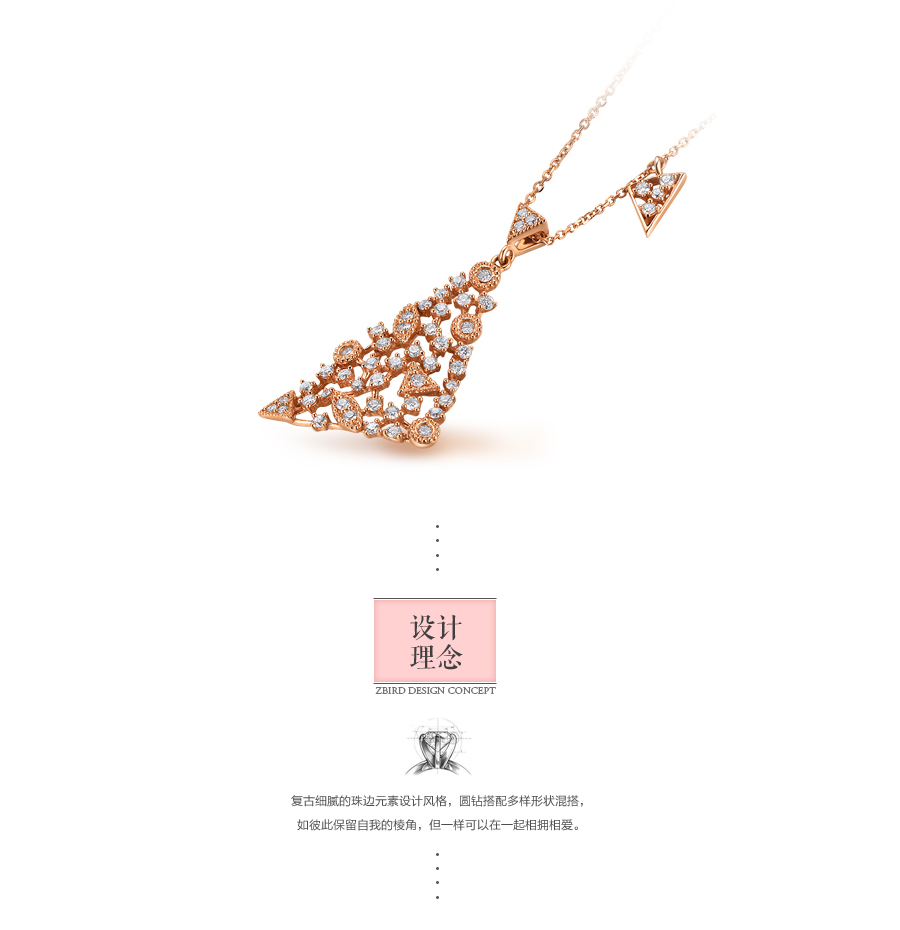 设计
理念
ZBIRD DESIGN CONCEPT
复古细腻的珠边元素设计风格，圆钻搭配多样形状混搭，
如彼此保留自我的棱角，但一样可以在一起相拥相爱。